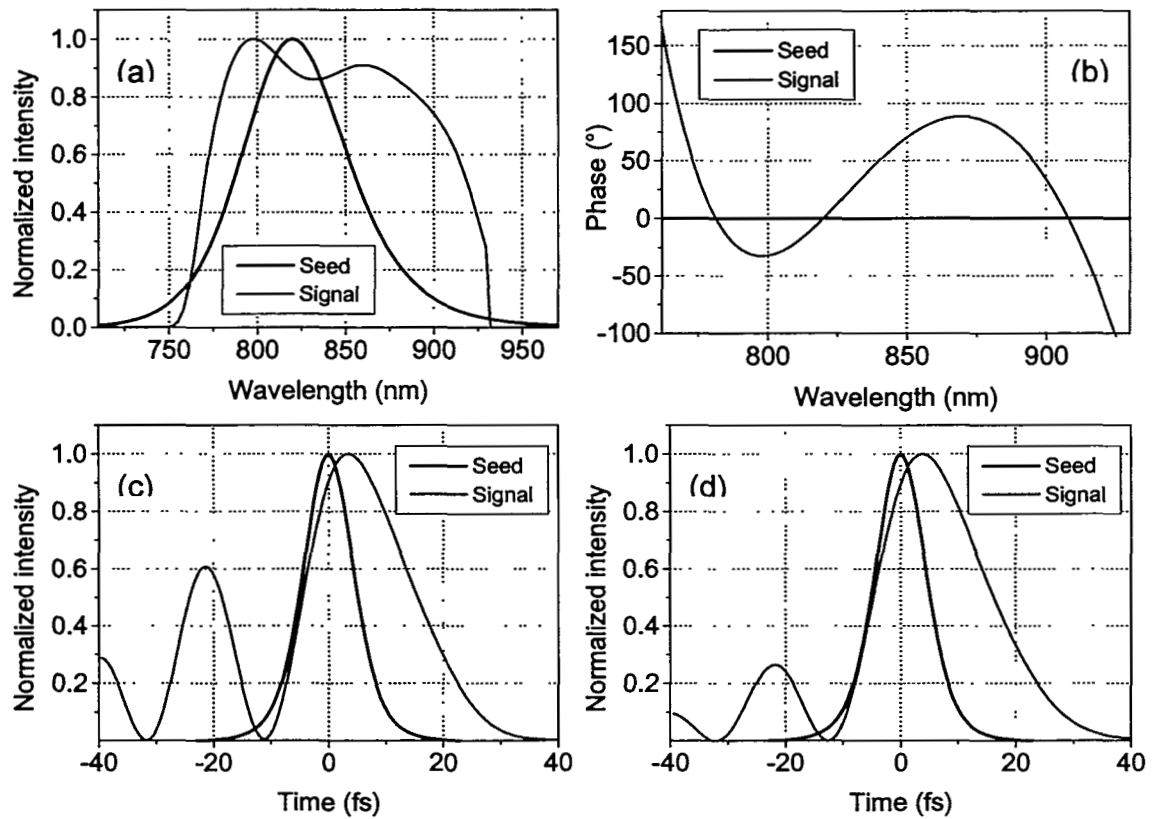 (a)
Normalized intensity
1.0
0.8
0.6
0.4
0.2
0.0
Seed
Signal
750 800 850 900 950
Wavelength (nm)
(b)
Phase (°)
150
100
50
0
-50
-100
Seed
Signal
800 850 900
Wavelength (nm)
(c)
Normalized intensity
1.0
0.8
0.6
0.4
0.2
Seed
Signal
-40 -20 0 20 40
Time (fs)
(d)
Normalized intensity
1.0
0.8
0.6
0.4
0.2
Seed
Signal
-40 -20 0 20 40
Time (fs)